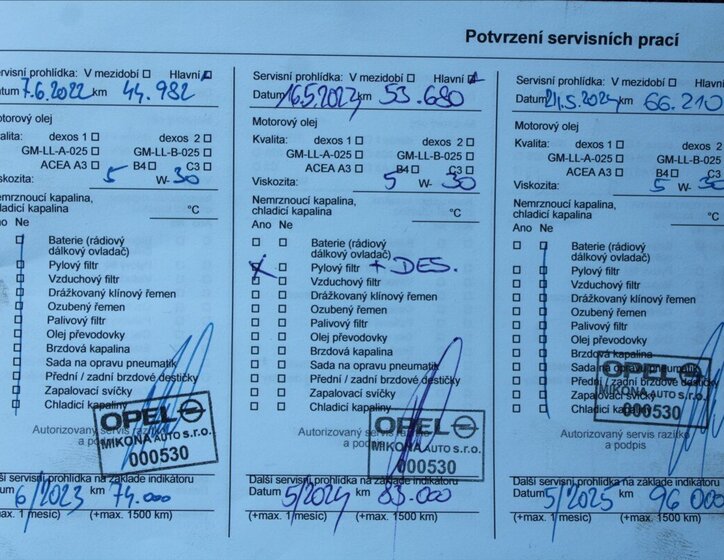 Potvrzení servisních prací
servisní prohlídka: V mezidobí Hlavní
atum 7.6.2022 km 44.982
Motorový olej
valita: dexos 1 dexos 2
GM-LL-A-025 GM-LL-B-025
ACEA A3 B4 C3
iskozita: 5 W- 30
Nemrznoucí kapalina,
chladicí kapalina °C
no Ne
Baterie (rádiový
dálkový ovladač)
Pylový filtr
Vzduchový filtr
Drážkovaný klínový řemen
Ozubený řemen
Palivový filtr
Olej převodovky
Brzdová kapalina
Sada na opravu pneumatik
Přední / zadní brzdové destičky
Zapalovací svíčky
Chladicí kapalina
OPEL
Autorizovaný servis razítko
a podpis
MIKONA AUTO s.r.o.
000530
alší servisní prohlídka na základě indikátoru
atum 6/2023 km 74.000
(+max. 1 měsíc) (+max. 1500 km)
Servisní prohlídka: V mezidobí Hlavní
Datum 16.5.2023 km 53.680
Motorový olej
Kvalita: dexos 1 dexos 2
GM-LL-A-025 GM-LL-B-025
ACEA A3 B4 C3
Viskozita: 5 W- 30
Nemrznoucí kapalina,
chladicí kapalina °C
Ano Ne
Baterie (rádiový
dálkový ovladač)
Pylový filtr + DES.
Vzduchový filtr
Drážkovaný klínový řemen
Ozubený řemen
Palivový filtr
Olej převodovky
Brzdová kapalina
Sada na opravu pneumatik
Přední / zadní brzdové destičky
Zapalovací svíčky
Chladicí kapalina
OPEL
Autorizovaný servis razítko
a podpis
MIKONA AUTO s.r.o.
000530
Další servisní prohlídka na základě indikátoru
Datum 5/2024 km 83.000
(+max. 1 měsíc) (+max. 1500 km)
Servisní prohlídka: V mezidobí Hlavní
Datum 21.5.2024 km 66.210
Motorový olej
Kvalita: dexos 1 dexos 2
GM-LL-A-025 GM-LL-B-025
ACEA A3 B4 C3
Viskozita: 5 W- 30
Nemrznoucí kapalina,
chladicí kapalina °C
Ano Ne
Baterie (rádiový
dálkový ovladač)
Pylový filtr
Vzduchový filtr
Drážkovaný klínový řemen
Ozubený řemen
Palivový filtr
Olej převodovky
Brzdová kapalina
Sada na opravu pneumatik
Přední / zadní brzdové destičky
Zapalovací svíčky
Chladicí kapalina
OPEL
MIKONA AUTO s.r.o.
000530
Autorizovaný servis razítko
a podpis
Další servisní prohlídka na základě indikátoru
Datum 5/2025 km 96 000
(+max. 1 měsíc) (+max. 1500 km)